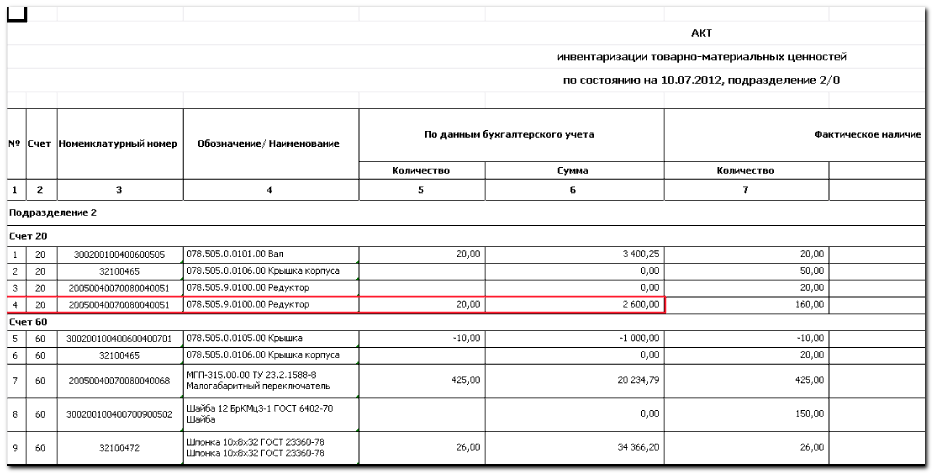 АКТ
инвентаризации товарно-материальных ценностей
по состоянию на 10.07.2012, подразделение 2/0
№ Счет Номенклатурный номер Обозначение/ Наименование По данным бухгалтерского учета Фактическое наличие
Количество Сумма Количество
1 2 3 4 5 6 7
Подразделение 2
Счет 20
1 20 300200100400600505 078.505.0.0101.00 Вал 20,00 3 400,25 20,00
2 20 32100465 078.505.0.0106.00 Крышка корпуса 0,00 50,00
3 20 20050040070080040051 078.505.9.0100.00 Редуктор 0,00 20,00
4 20 20050040070080040051 078.505.9.0100.00 Редуктор 20,00 2 600,00 160,00
Счет 60
5 60 300200100400600400701 078.505.0.0105.00 Крышка -10,00 -1 000,00 -10,00
6 60 32100465 078.505.0.0106.00 Крышка корпуса 0,00 20,00
7 60 20050040070080040068 МГП-315.00.00 ТУ 23.2.1588-8
Малогабаритный переключатель 425,00 20 234,79 425,00
8 60 300200100400700900502 Шайба 12 БрКМц3-1 ГОСТ 6402-70
Шайба 0,00 150,00
9 60 32100472 Шпонка 10х8х32 ГОСТ 23360-78
Шпонка 10х8х32 ГОСТ 23360-78 26,00 34 366,20 26,00